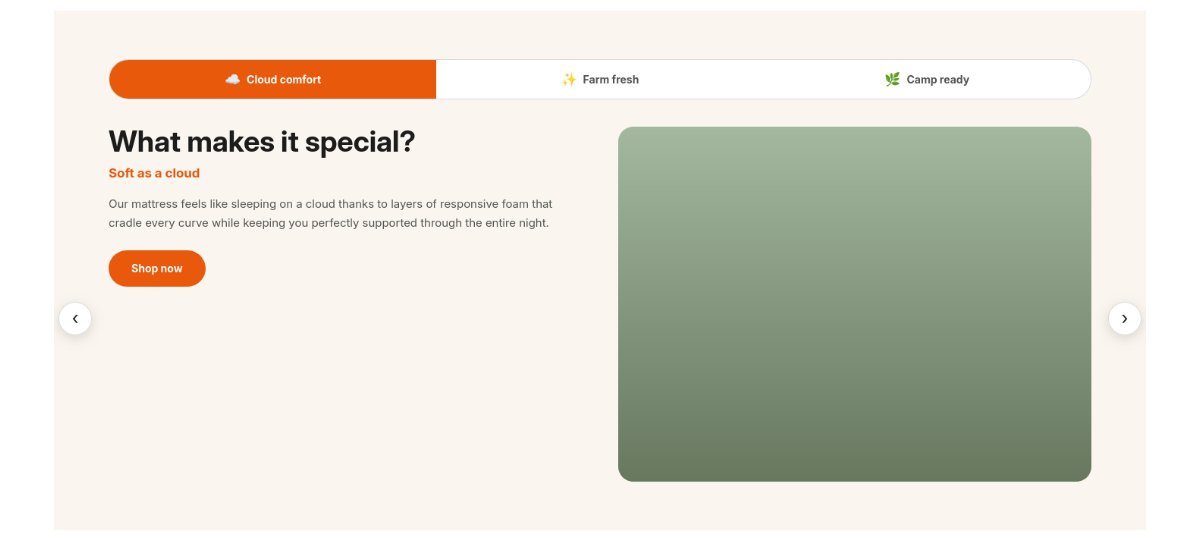 ☁️ Cloud comfort
✨ Farm fresh
🌿 Camp ready
What makes it special?
Soft as a cloud
Our mattress feels like sleeping on a cloud thanks to layers of responsive foam that
cradle every curve while keeping you perfectly supported through the entire night.
Shop now
‹
›